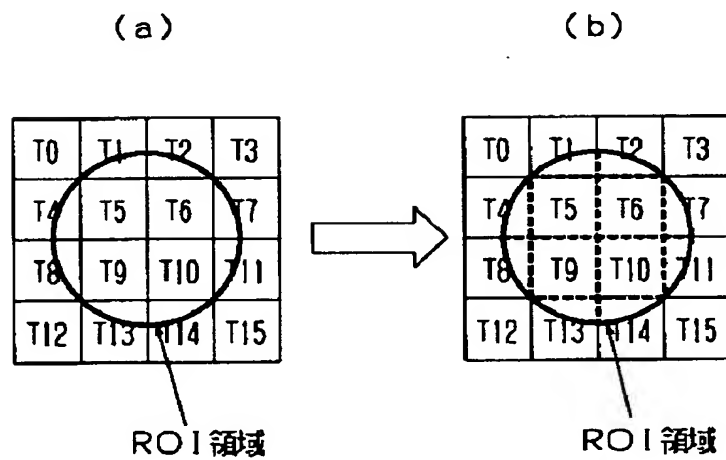 (a)
(b)
T0 T1 T2 T3
T4 T5 T6 T7
T8 T9 T10 T11
T12 T13 T14 T15
T0 T1 T2 T3
T4 T5 T6 T7
T8 T9 T10 T11
T12 T13 T14 T15
ROI領域
ROI領域